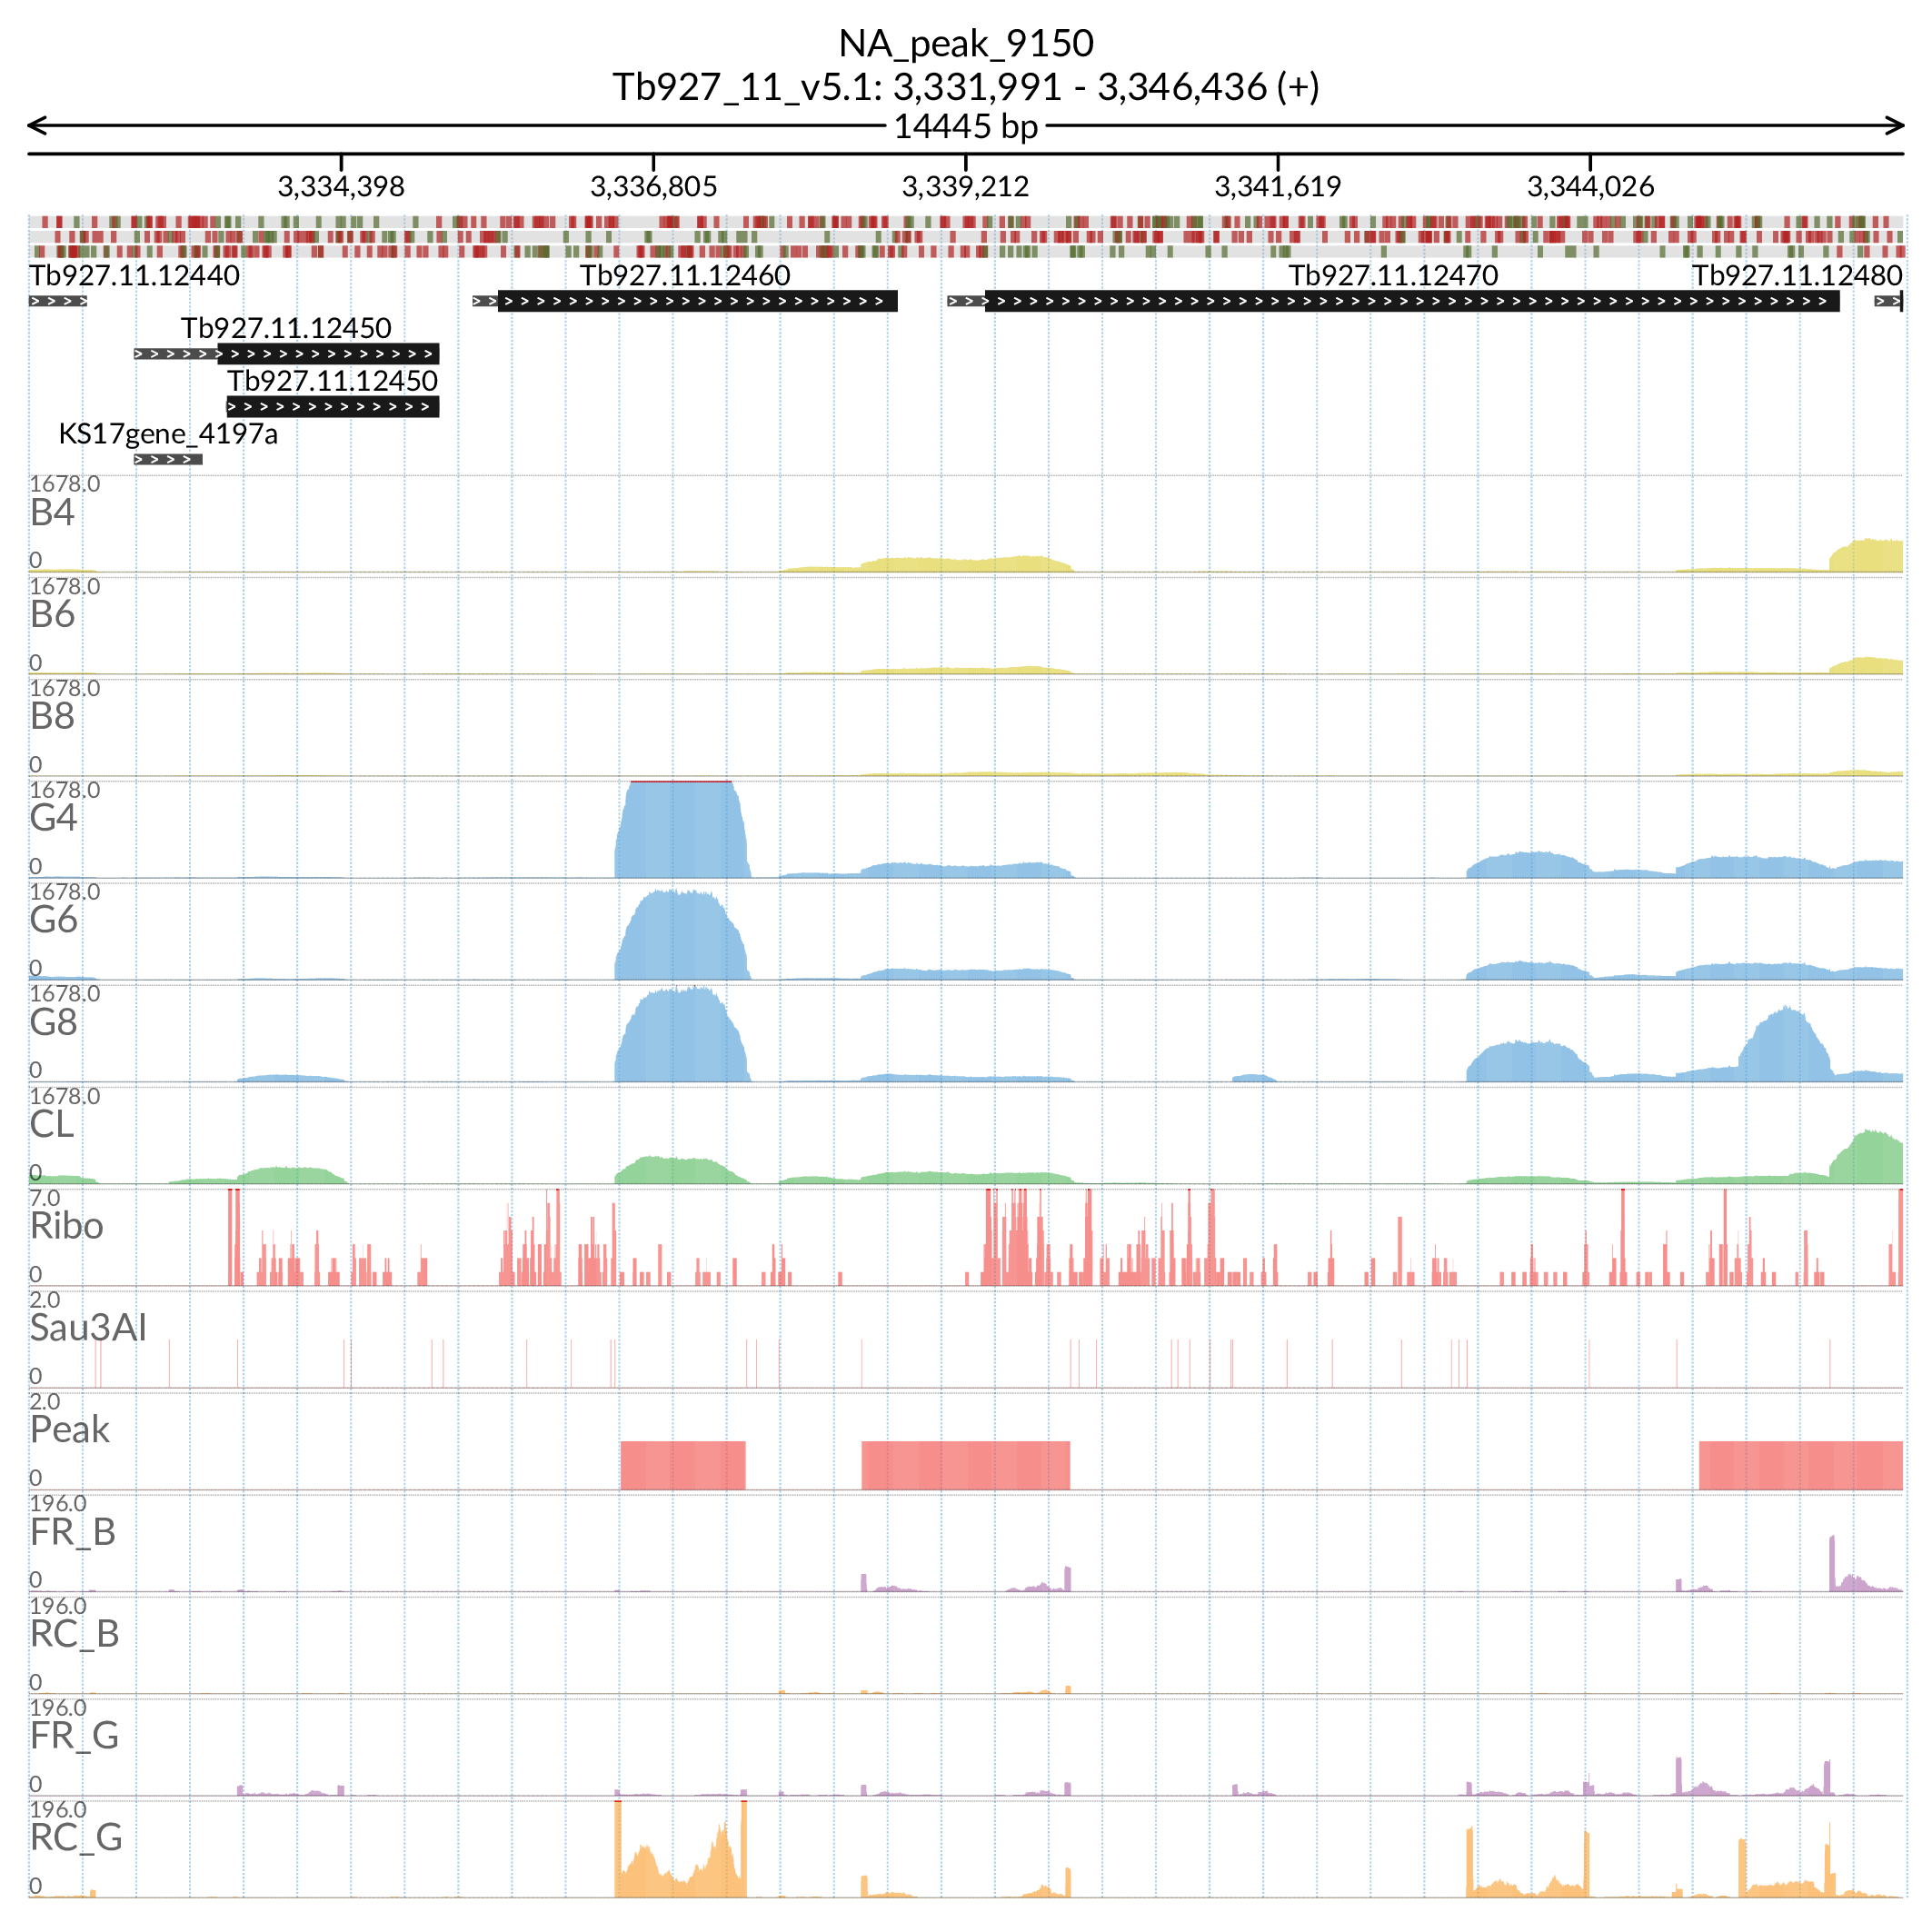 NA_peak_9150
Tb927_11_v5.1: 3,331,991 - 3,346,436 (+)
14445 bp
3,334,398 3,336,805 3,339,212 3,341,619 3,344,026
Tb927.11.12440 Tb927.11.12460 Tb927.11.12470 Tb927.11.12480
Tb927.11.12450
Tb927.11.12450
KS17gene_4197a
1678.0
B4
0
1678.0
B6
0
1678.0
B8
0
1678.0
G4
0
1678.0
G6
0
1678.0
G8
0
1678.0
CL
0
7.0
Ribo
0
2.0
Sau3AI
0
2.0
Peak
0
196.0
FR_B
0
196.0
RC_B
0
196.0
FR_G
0
196.0
RC_G
0